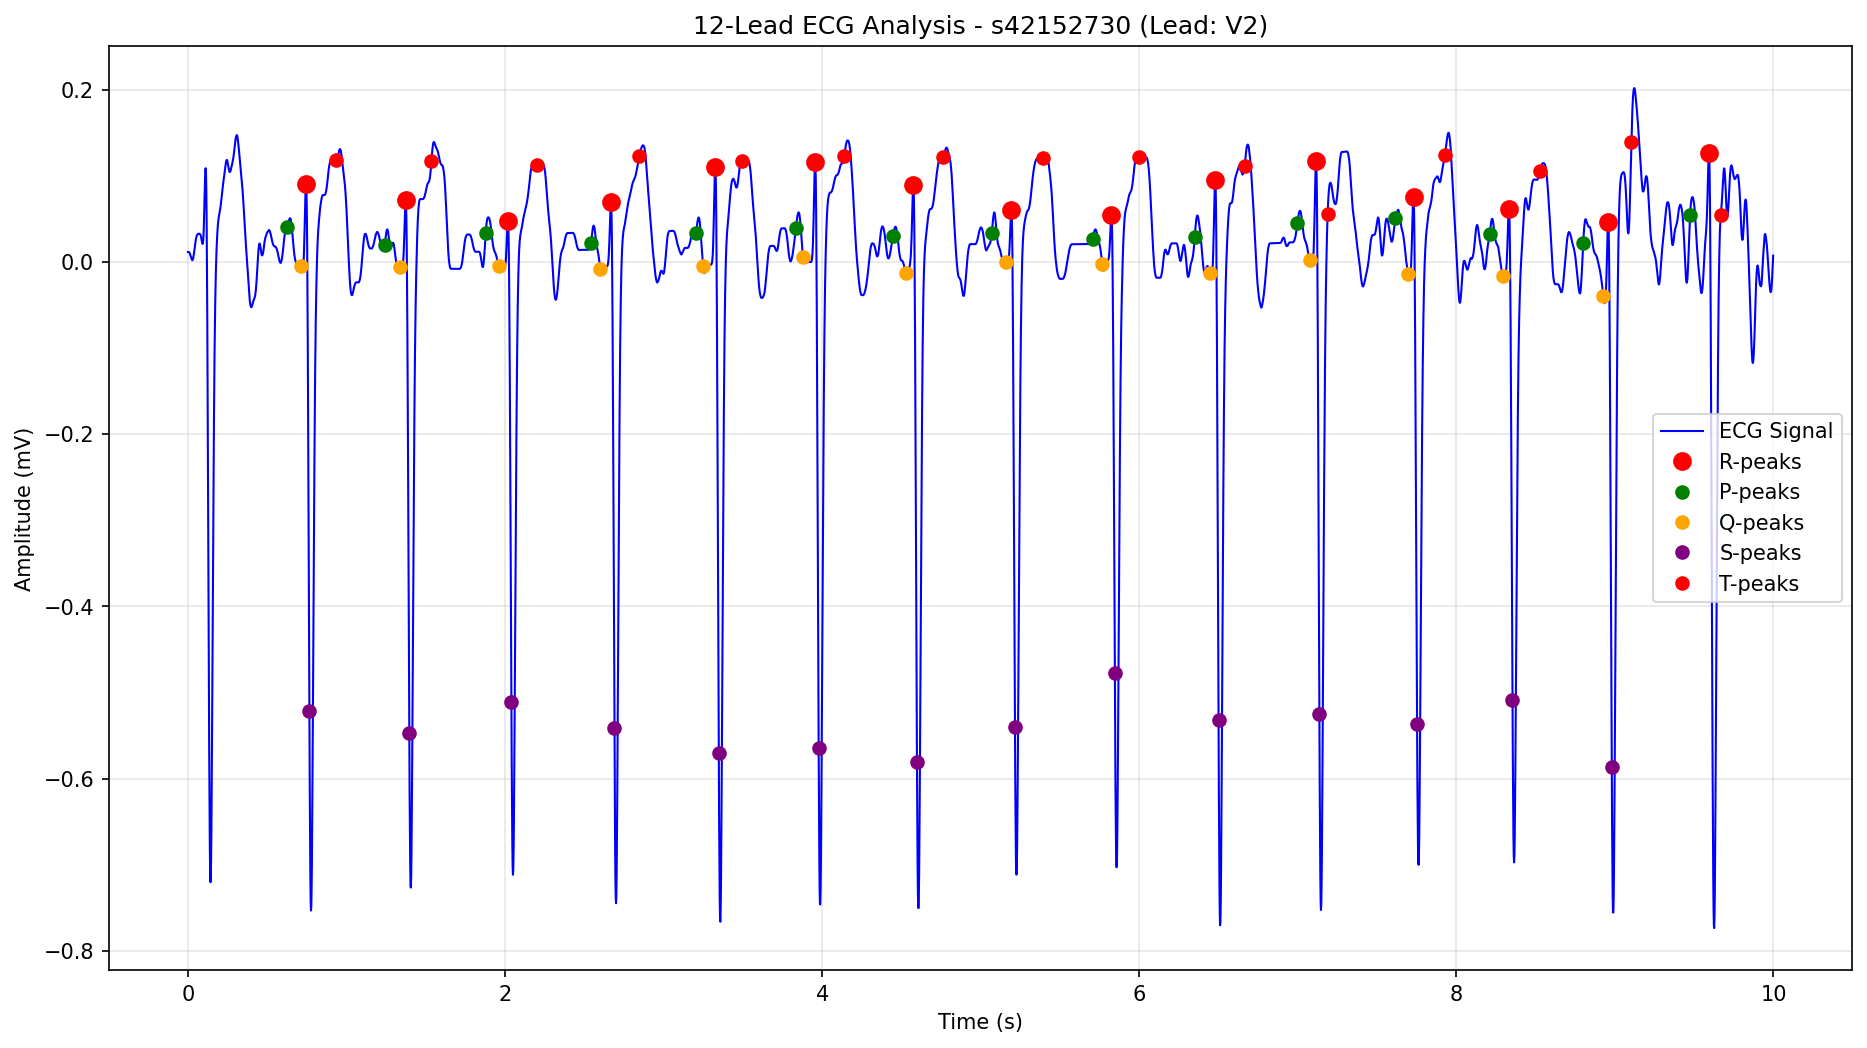 12-Lead ECG Analysis - s42152730 (Lead: V2)
Amplitude (mV)
0.2
0.0
−0.2
−0.4
−0.6
−0.8
ECG Signal
R-peaks
P-peaks
Q-peaks
S-peaks
T-peaks
0 2 4 6 8 10
Time (s)